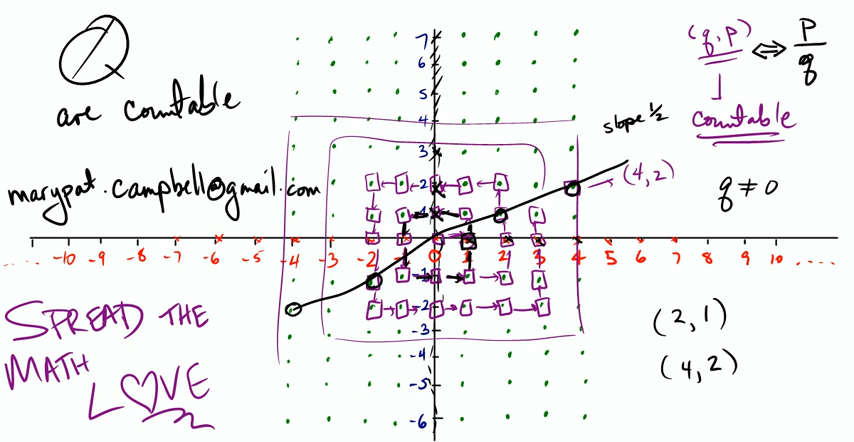 ℚ
are countable
marypat.campbell@gmail.com
SPREAD THE
MATH
L♡VE
7
6
5
4
3
2
1
..... -10 -9 -8 -7 -6 -5 -4 -3 -2 0 1 2 3 4 5 6 7 8 9 10 .....
-1
-2
-3
-4
-5
-6
slope 1/2
(4,2)
(q,p) ⇔ p/q
countable
q ≠ 0
(2,1)
(4,2)